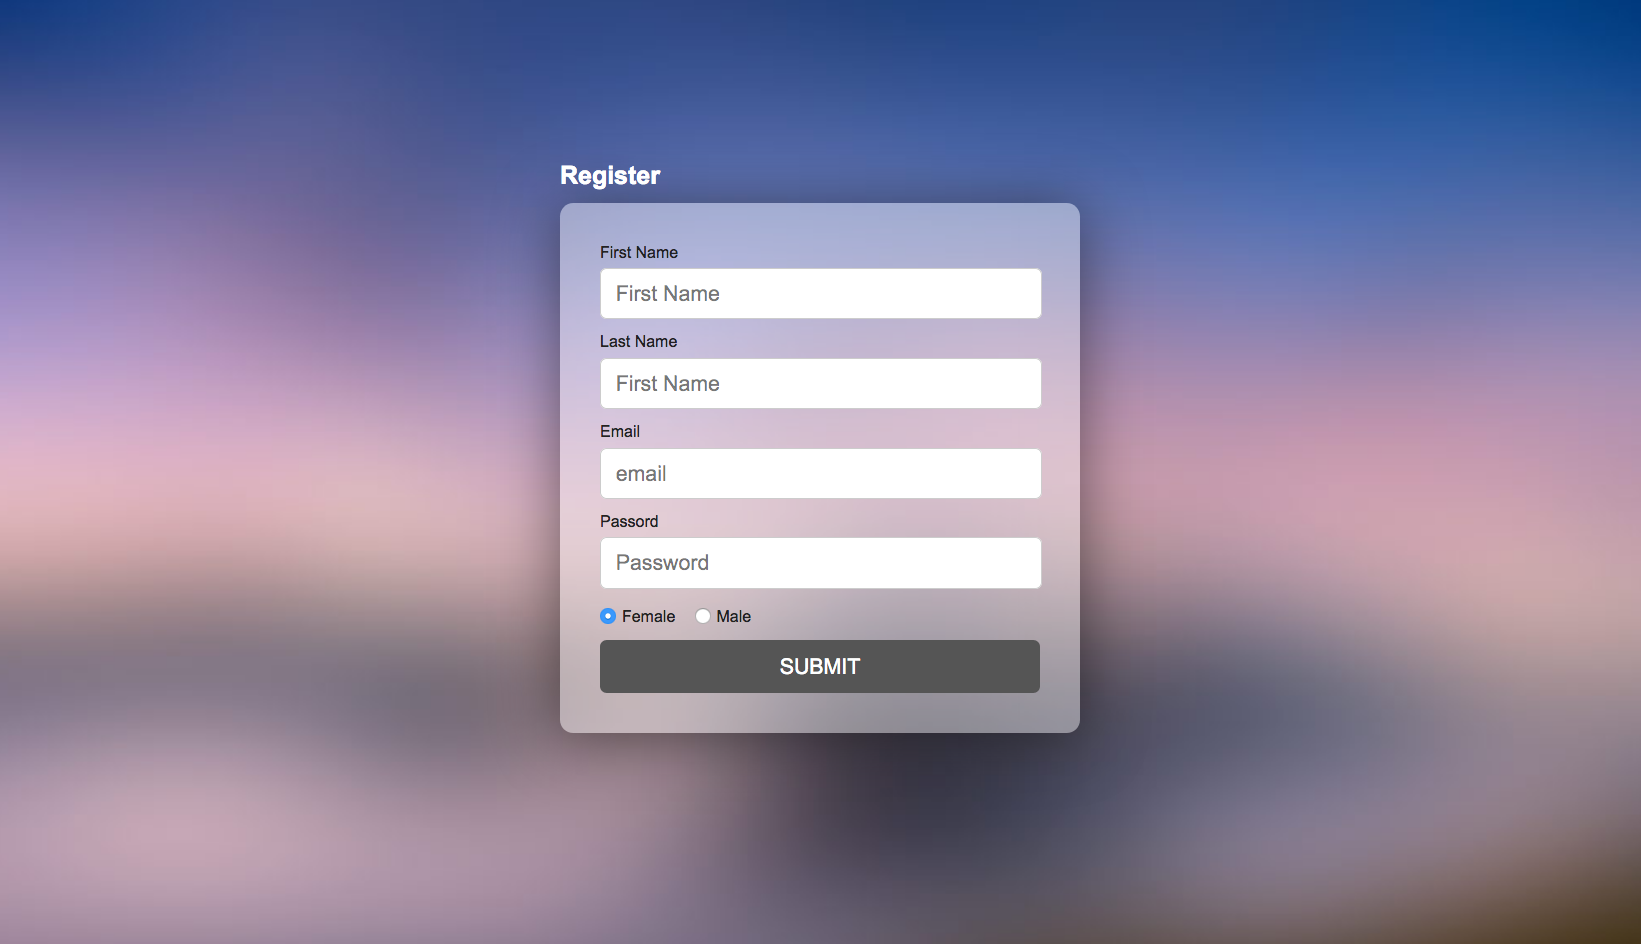 Register
First Name
First Name
Last Name
First Name
Email
email
Passord
Password
Female Male
SUBMIT